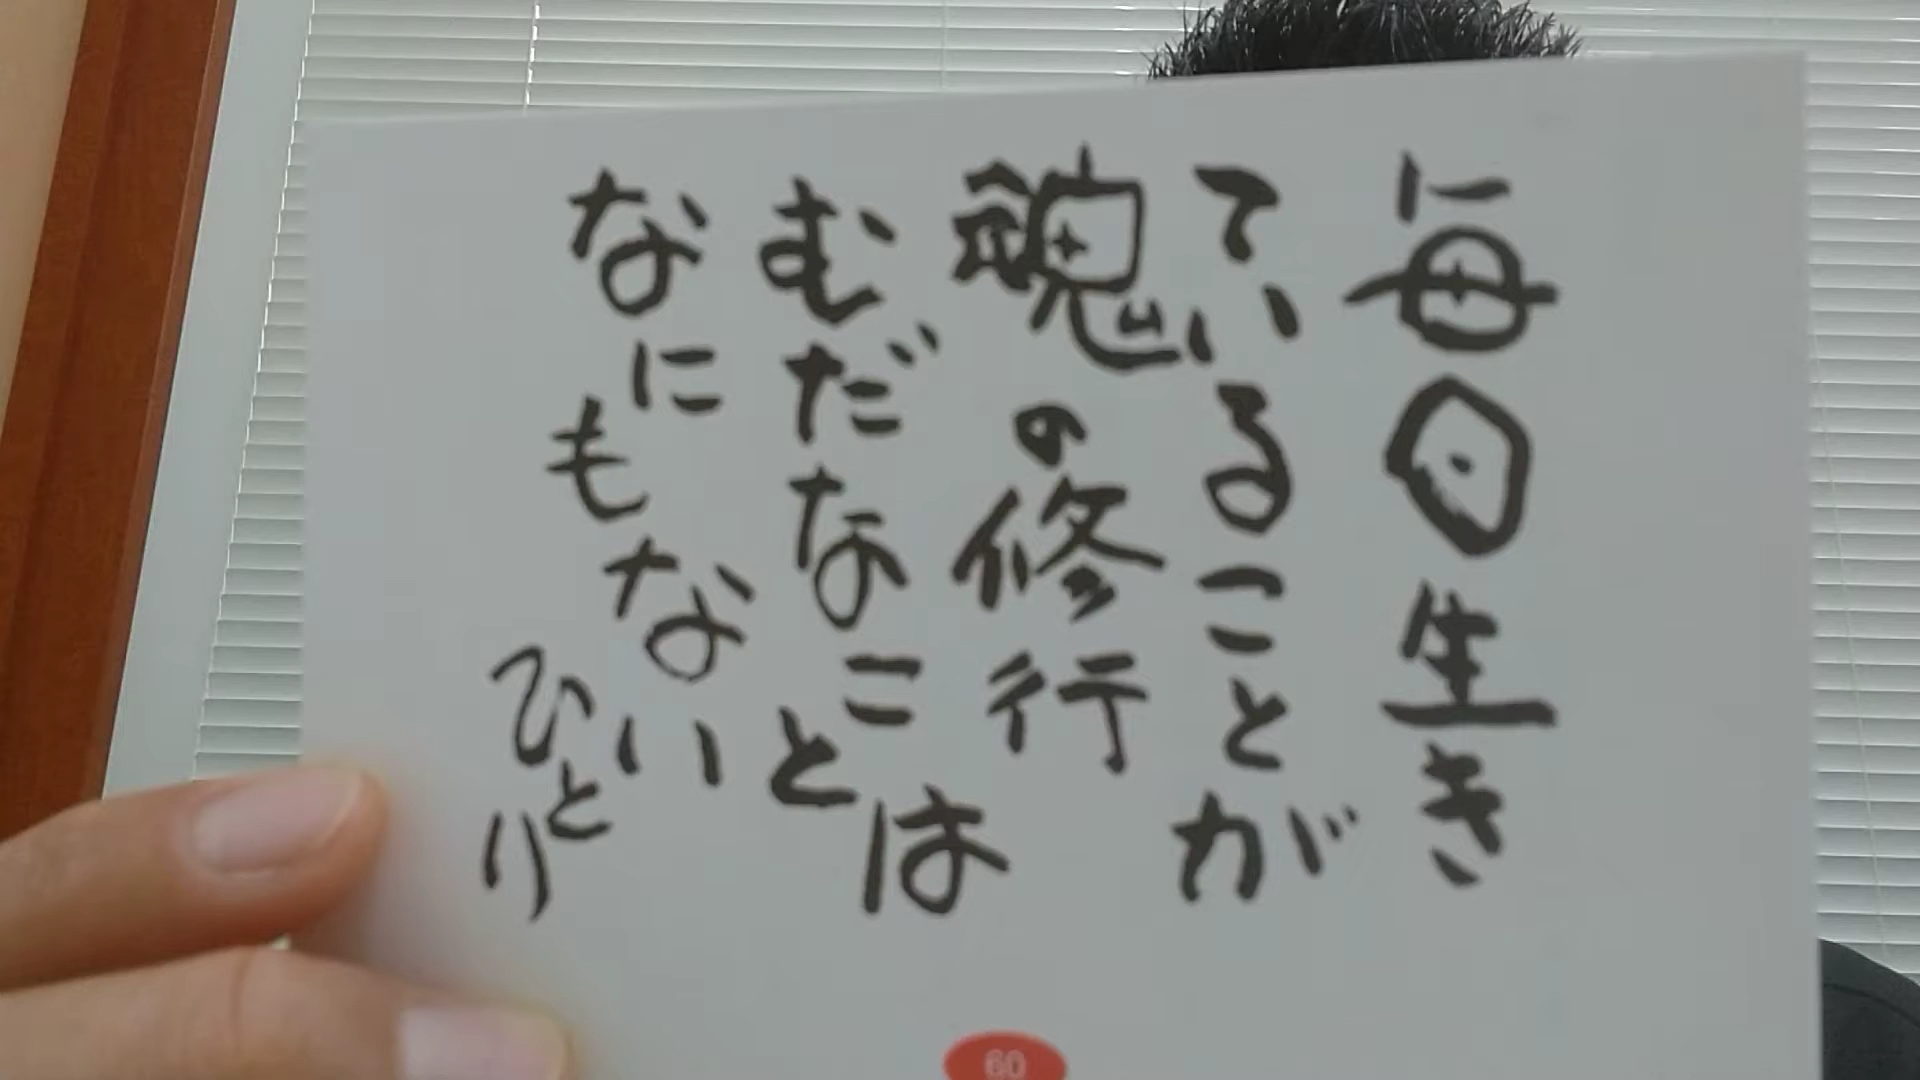 毎日生き
ていることが
魂の修行
むだなことは
なにもない
ひとり
60